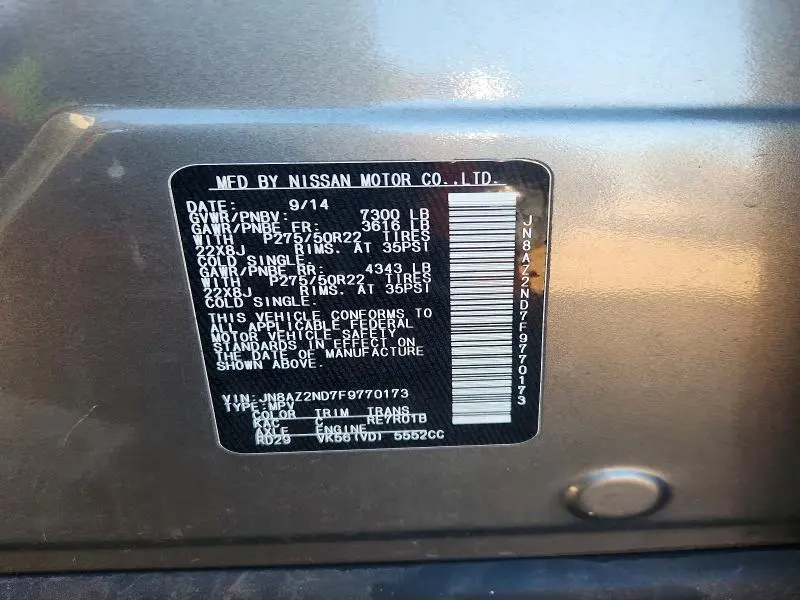 MFD BY NISSAN MOTOR CO.,LTD.
DATE: 9/14
GVWR/PNBV: 7300 LB
GAWR/PNBE FR: 3616 LB
WITH P275/50R22 TIRES
22X8J RIMS. AT 35PSI
COLD SINGLE.
GAWR/PNBE RR: 4343 LB
WITH P275/50R22 TIRES
22X8J RIMS. AT 35PSI
COLD SINGLE.
THIS VEHICLE CONFORMS TO
ALL APPLICABLE FEDERAL
MOTOR VEHICLE SAFETY
STANDARDS IN EFFECT ON
THE DATE OF MANUFACTURE
SHOWN ABOVE.
VIN:JN8AZ2ND7F9770173
TYPE:MPV
COLOR TRIM TRANS
KAC C RE7R01B
AXLE ENGINE
RD29 VK56(VD) 5552CC
JN8AZ2ND7F9770173